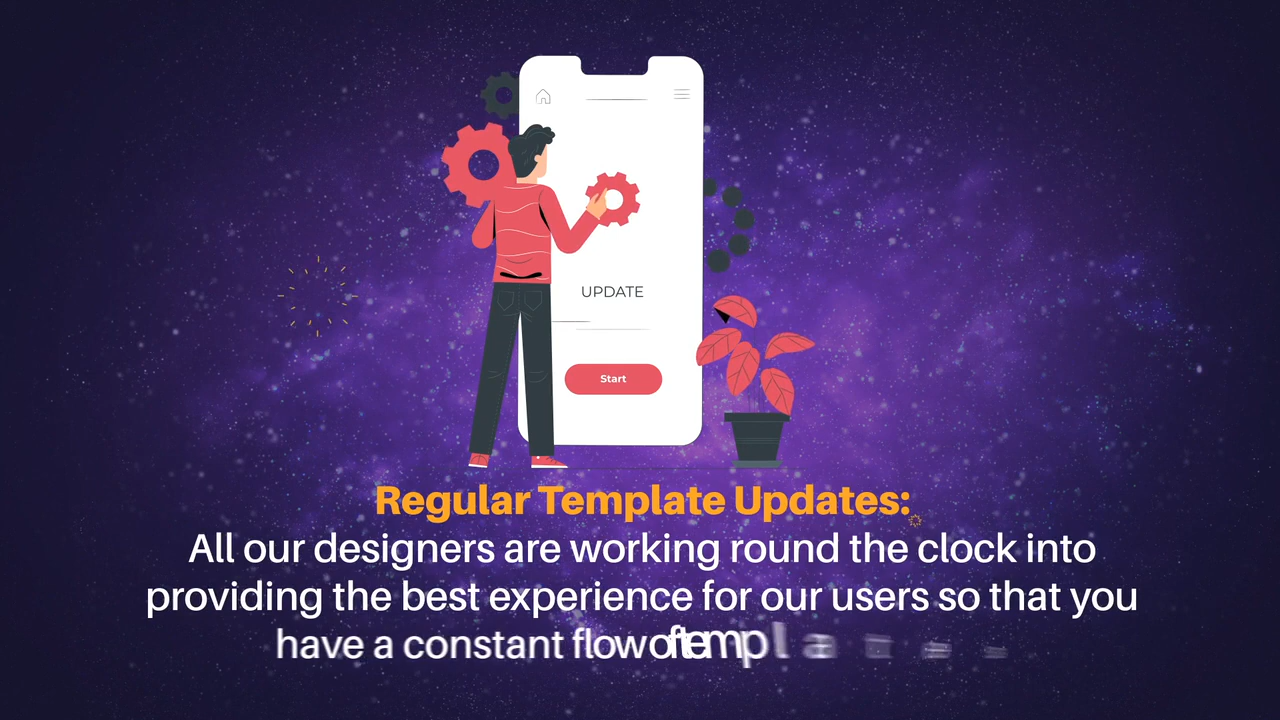 UPDATE
Start
Regular Template Updates:
All our designers are working round the clock into
providing the best experience for our users so that you
have a constant flow of